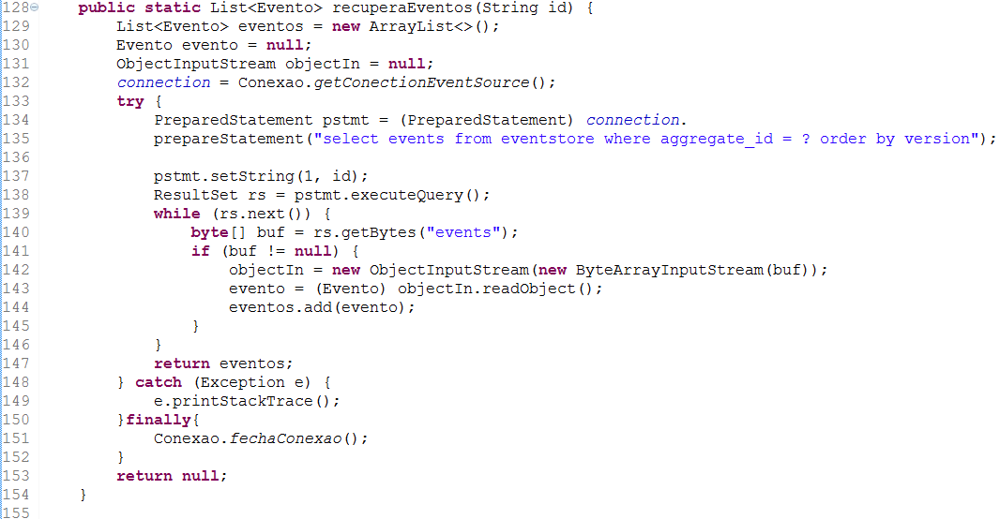 128 public static List<Evento> recuperaEventos(String id) {
129 List<Evento> eventos = new ArrayList<>();
130 Evento evento = null;
131 ObjectInputStream objectIn = null;
132 connection = Conexao.getConectionEventSource();
133 try {
134 PreparedStatement pstmt = (PreparedStatement) connection.
135 prepareStatement("select events from eventstore where aggregate_id = ? order by version");
136
137 pstmt.setString(1, id);
138 ResultSet rs = pstmt.executeQuery();
139 while (rs.next()) {
140 byte[] buf = rs.getBytes("events");
141 if (buf != null) {
142 objectIn = new ObjectInputStream(new ByteArrayInputStream(buf));
143 evento = (Evento) objectIn.readObject();
144 eventos.add(evento);
145 }
146 }
147 return eventos;
148 } catch (Exception e) {
149 e.printStackTrace();
150 }finally{
151 Conexao.fechaConexao();
152 }
153 return null;
154 }
155